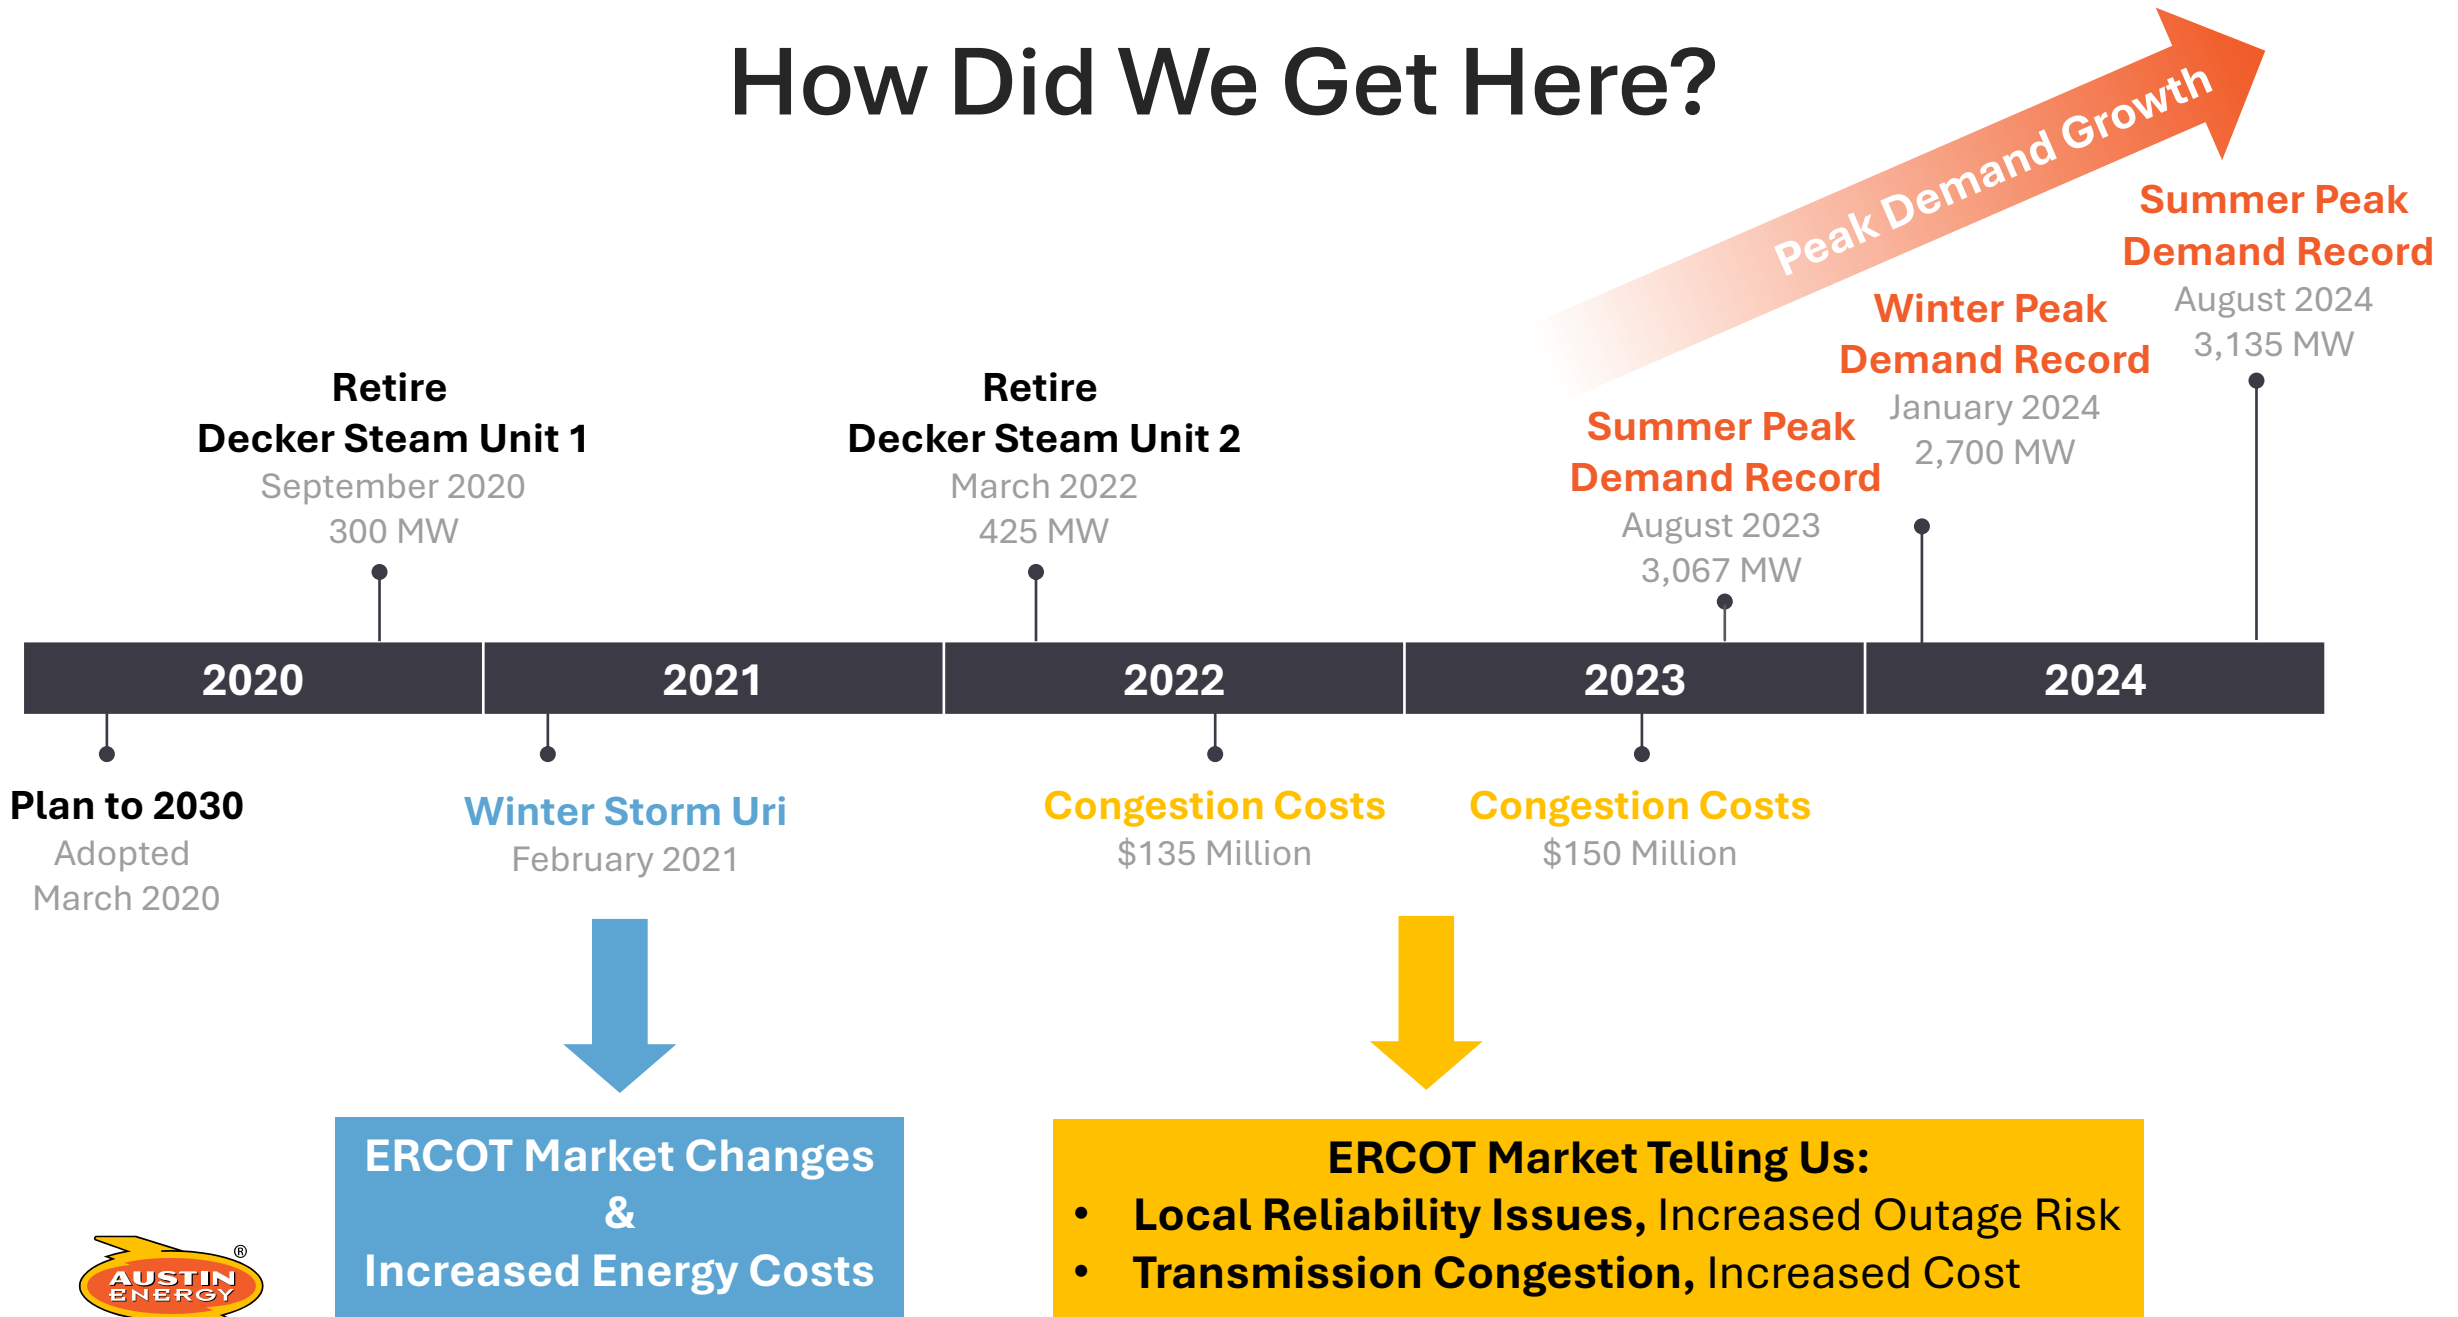 How Did We Get Here?
Peak Demand Growth
Summer Peak
Demand Record
August 2024
3,135 MW
Winter Peak
Demand Record
January 2024
2,700 MW
Summer Peak
Demand Record
August 2023
3,067 MW
Retire
Decker Steam Unit 1
September 2020
300 MW
Retire
Decker Steam Unit 2
March 2022
425 MW
2020
2021
2022
2023
2024
Plan to 2030
Adopted
March 2020
Winter Storm Uri
February 2021
Congestion Costs
$135 Million
Congestion Costs
$150 Million
ERCOT Market Changes
&
Increased Energy Costs
ERCOT Market Telling Us:
• Local Reliability Issues, Increased Outage Risk
• Transmission Congestion, Increased Cost
AUSTIN
ENERGY
®